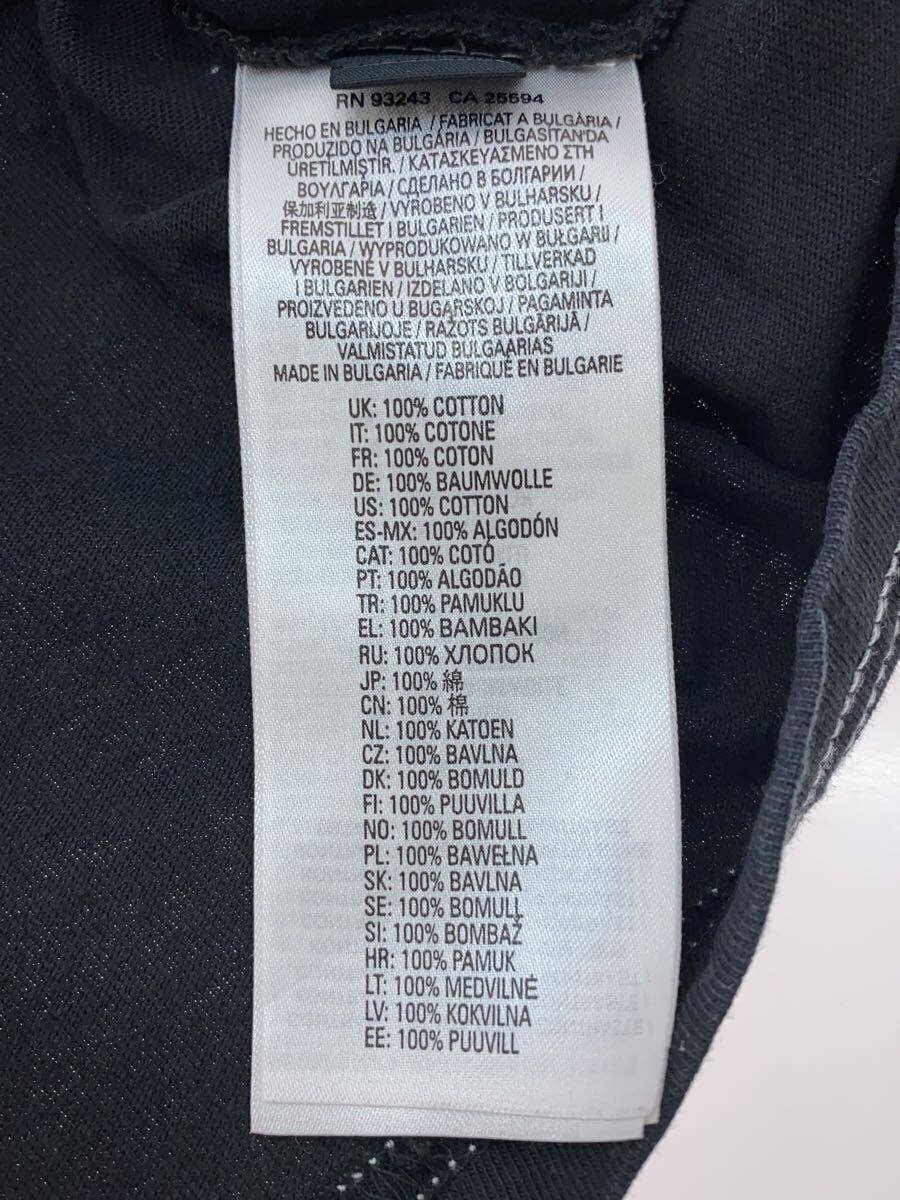 RN 93243 CA 25594
HECHO EN BULGARIA / FABRICAT A BULGÀRIA /
PRODUZIDO NA BULGÁRIA / BULGASİTAN'DA
ÜRETİLMİŞTİR. / ΚΑΤΑΣΚΕΥΑΣΜΕΝΟ ΣΤΗ
ΒΟΥΛΓΑΡΙΑ / СДЕЛАНО В БОЛГАРИИ /
保加利亚制造 / VYROBENO V BULHARSKU /
FREMSTILLET I BULGARIEN / PRODUSERT I
BULGARIA / WYPRODUKOWANO W BUŁGARII /
VYROBENÉ V BULHARSKU / TILLVERKAD
I BULGARIEN / IZDELANO V BOLGARIJI /
PROIZVEDENO U BUGARSKOJ / PAGAMINTA
BULGARIJOJE / RAŽOTS BULGĀRIJĀ /
VALMISTATUD BULGAARIAS
MADE IN BULGARIA / FABRIQUÉ EN BULGARIE
UK: 100% COTTON
IT: 100% COTONE
FR: 100% COTON
DE: 100% BAUMWOLLE
US: 100% COTTON
ES-MX: 100% ALGODÓN
CAT: 100% COTÓ
PT: 100% ALGODÃO
TR: 100% PAMUKLU
EL: 100% ΒΑΜΒΑΚΙ
RU: 100% ХЛОПОК
JP: 100% 綿
CN: 100% 棉
NL: 100% KATOEN
CZ: 100% BAVLNA
DK: 100% BOMULD
FI: 100% PUUVILLA
NO: 100% BOMULL
PL: 100% BAWEŁNA
SK: 100% BAVLNA
SE: 100% BOMULL
SI: 100% BOMBAŽ
HR: 100% PAMUK
LT: 100% MEDVILNĖ
LV: 100% KOKVILNA
EE: 100% PUUVILL